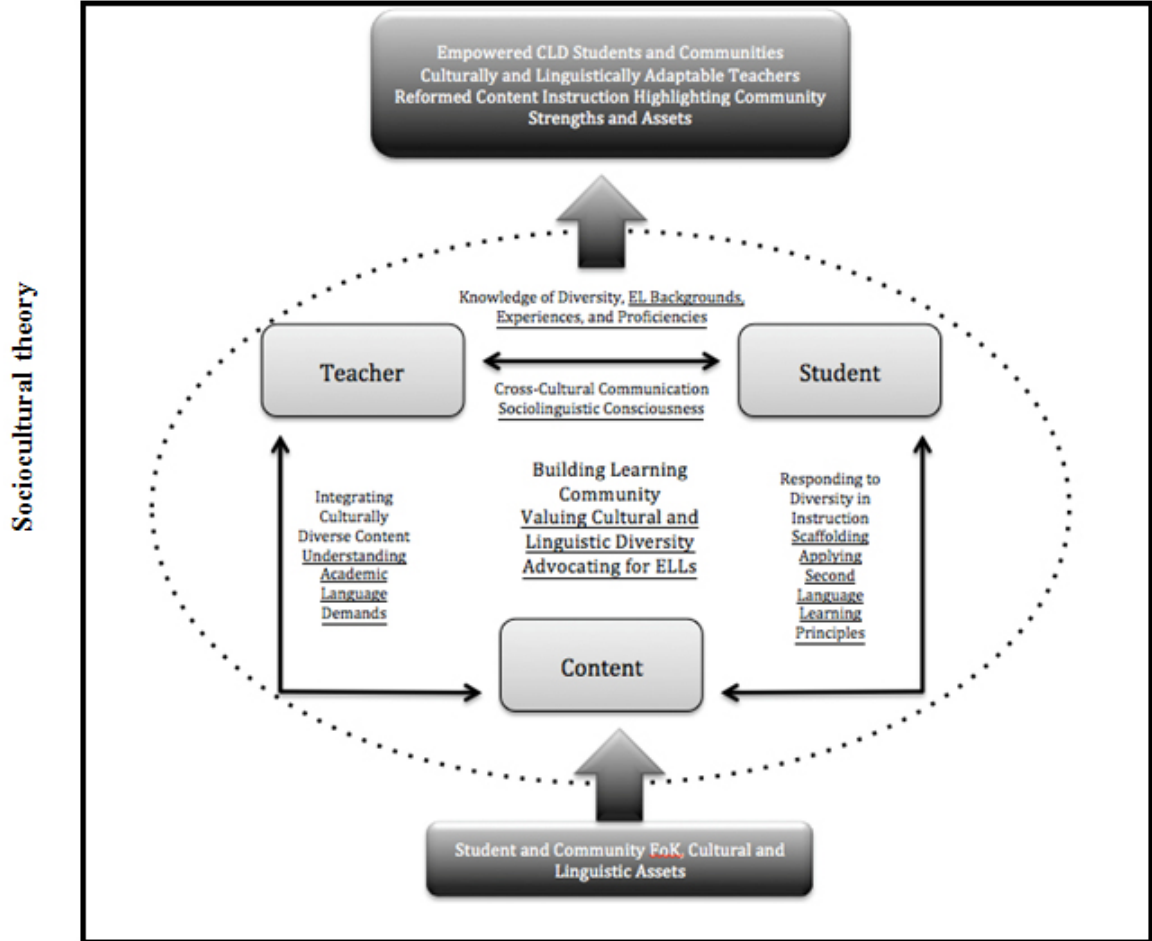 Sociocultural theory
Empowered CLD Students and Communities
Culturally and Linguistically Adaptable Teachers
Reformed Content Instruction Highlighting Community
Strengths and Assets
Knowledge of Diversity, EL Backgrounds,
Experiences, and Proficiencies
Teacher
Student
Cross-Cultural Communication
Sociolinguistic Consciousness
Building Learning
Community
Valuing Cultural and
Linguistic Diversity
Advocating for ELLs
Integrating
Culturally
Diverse Content
Understanding
Academic
Language
Demands
Responding to
Diversity in
Instruction
Scaffolding
Applying
Second
Language
Learning
Principles
Content
Student and Community FoK, Cultural and
Linguistic Assets